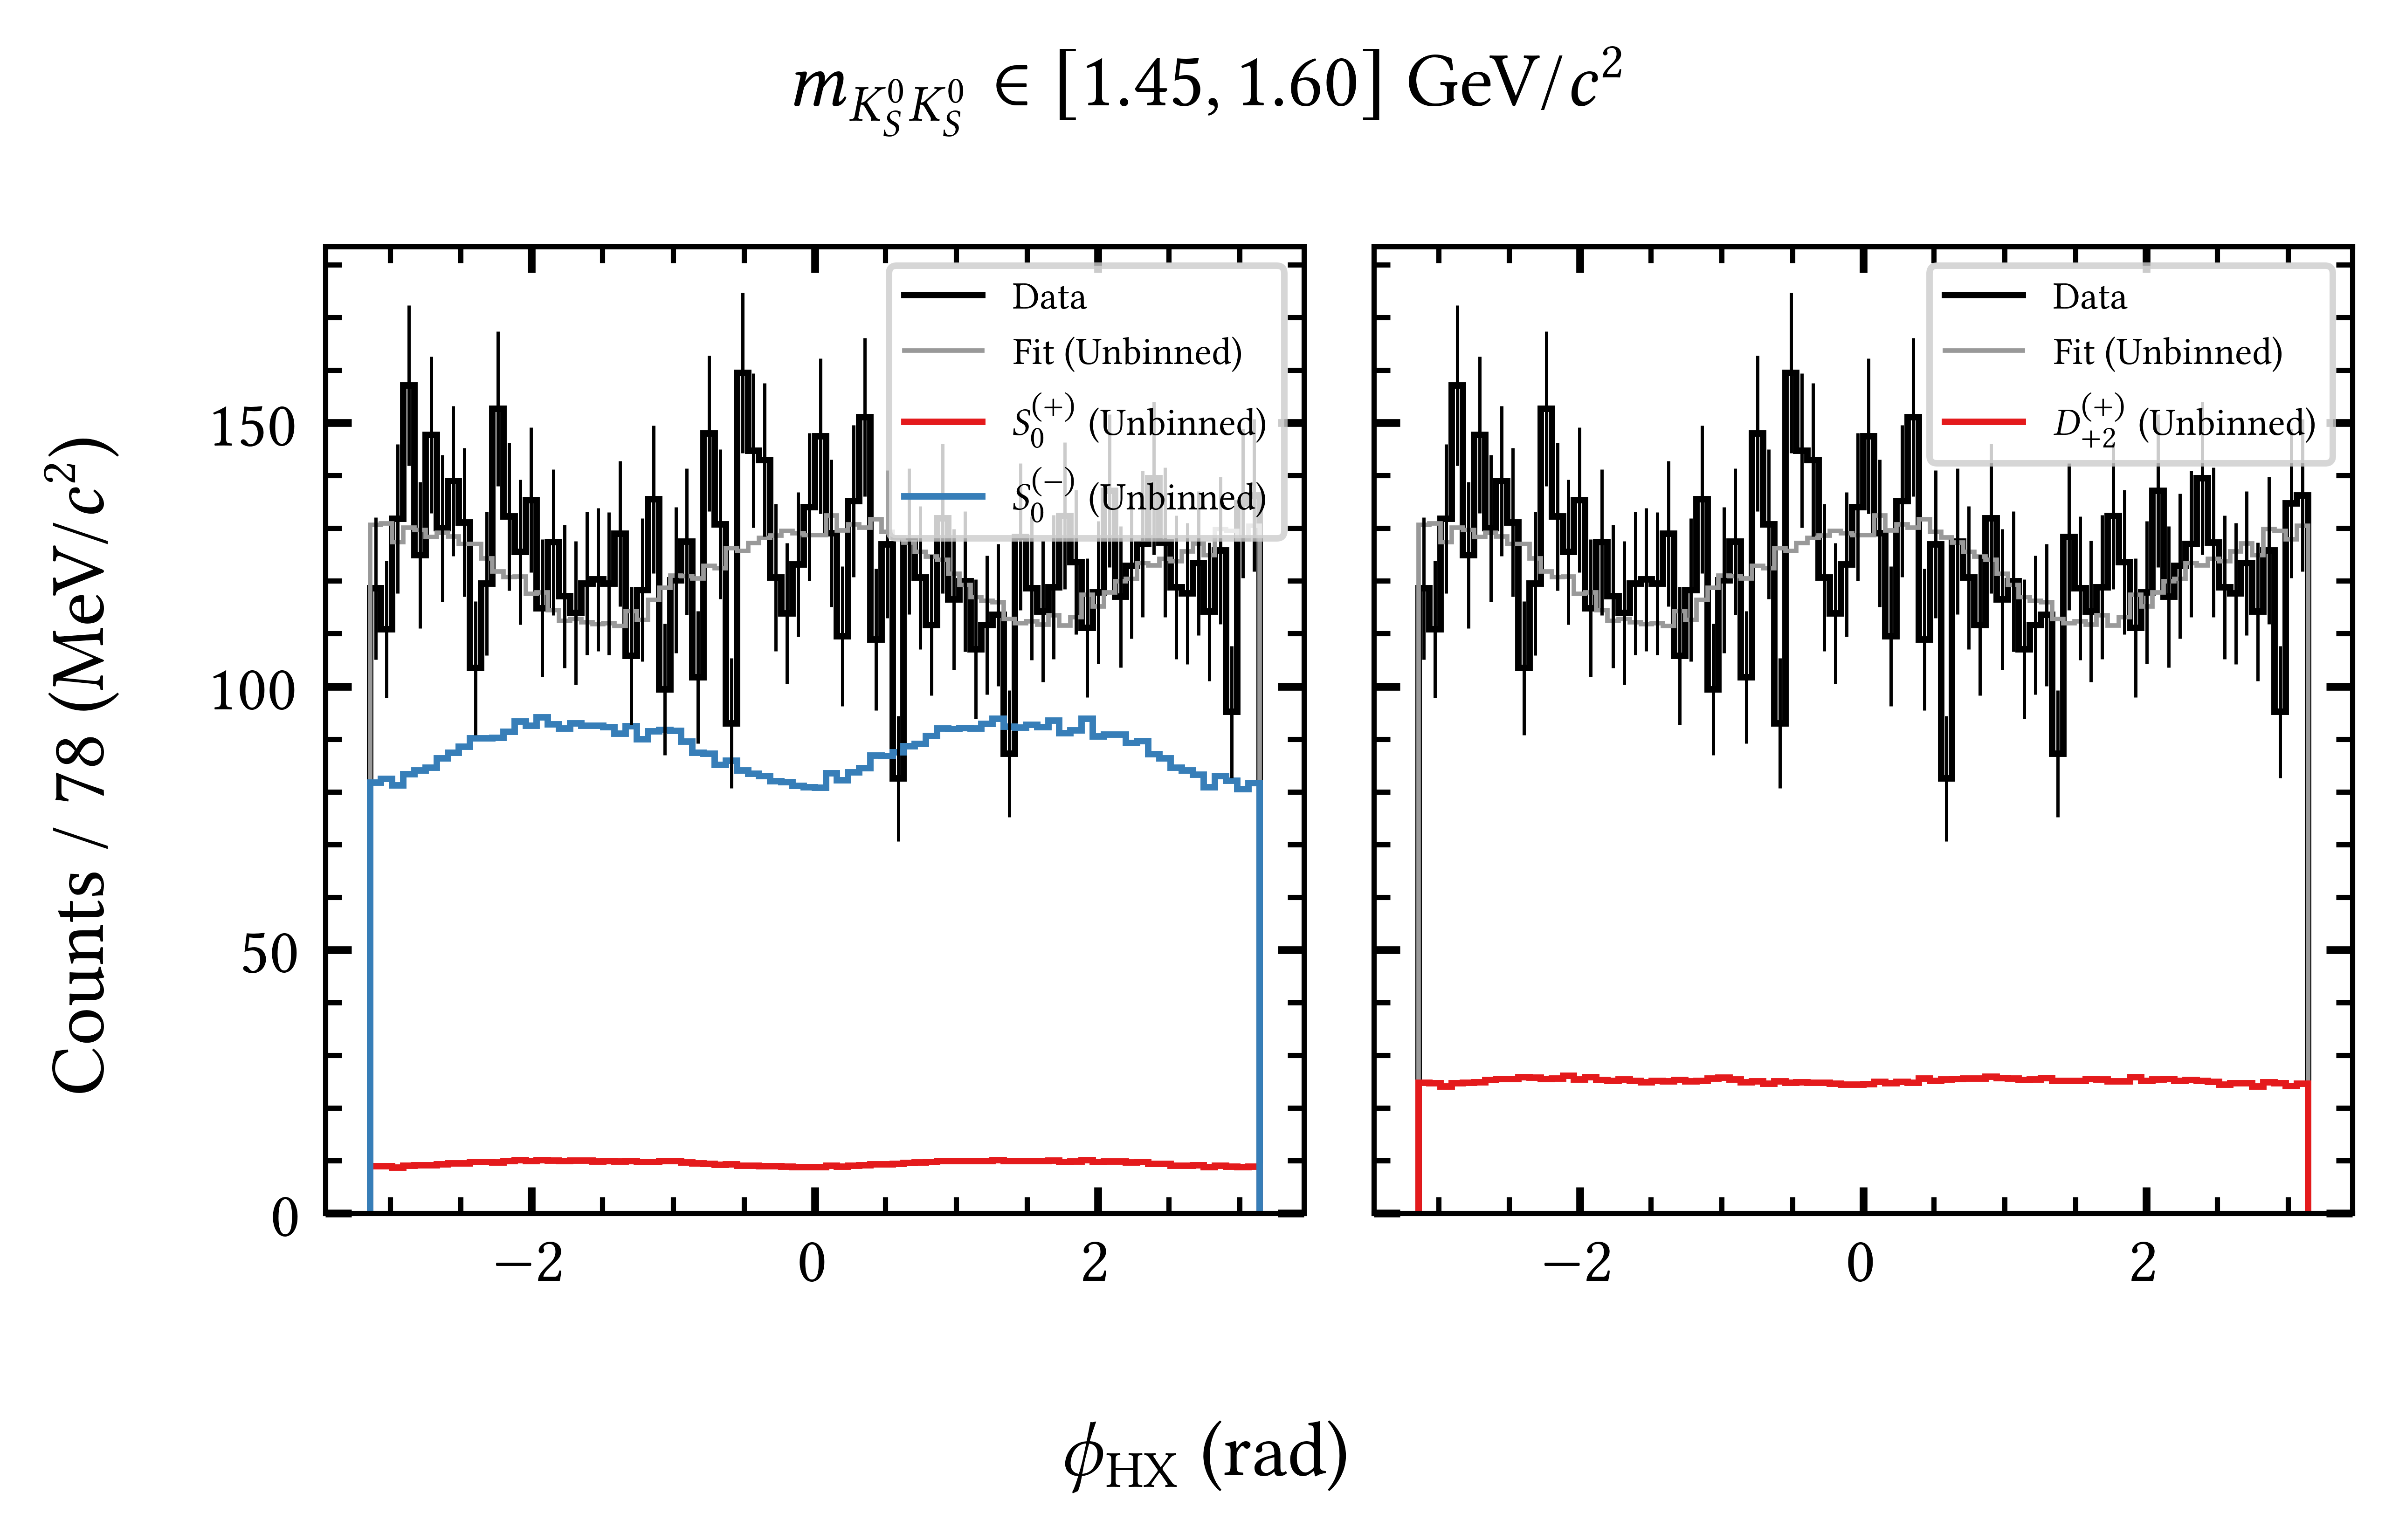 m_{K_S^0 K_S^0} ∈ [1.45, 1.60] GeV/c²
Counts / 78 (MeV/c²)
150
100
50
0
Data
Fit (Unbinned)
S_0^{(+)} (Unbinned)
S_0^{(−)} (Unbinned)
Data
Fit (Unbinned)
D_{+2}^{(+)} (Unbinned)
−2 0 2
−2 0 2
ϕ_{HX} (rad)